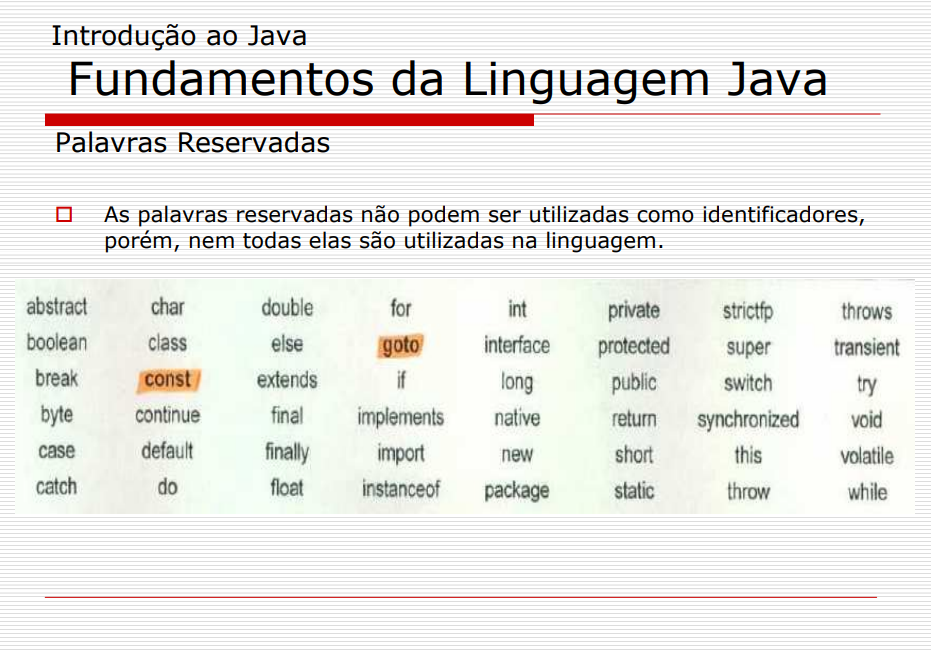 Introdução ao Java
Fundamentos da Linguagem Java
Palavras Reservadas
As palavras reservadas não podem ser utilizadas como identificadores,
porém, nem todas elas são utilizadas na linguagem.
abstract char double for int private strictfp throws
boolean class else goto interface protected super transient
break const extends if long public switch try
byte continue final implements native return synchronized void
case default finally import new short this volatile
catch do float instanceof package static throw while